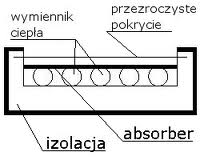 wymiennik
ciepła
przezroczyste
pokrycie
absorber
izolacja